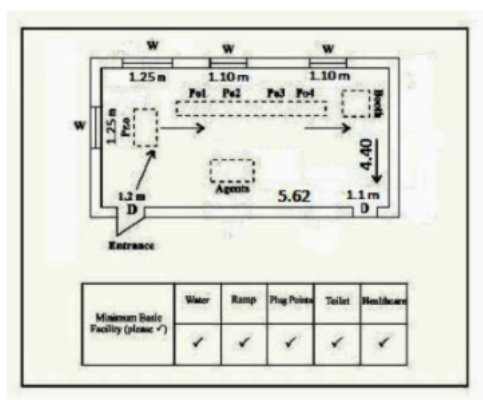 W
W
W
1.25 m
1.10 m
1.10 m
Po1
Po2
Po3
Po4
Booth
W
1.25 m
Pro
4.40
Agents
1.2 m
5.62
1.1 m
D
D
Entrance
Minimum Basic
Facility (please ✓)
Water
Ramp
Plug Points
Toilet
Healthcare
✓
✓
✓
✓
✓